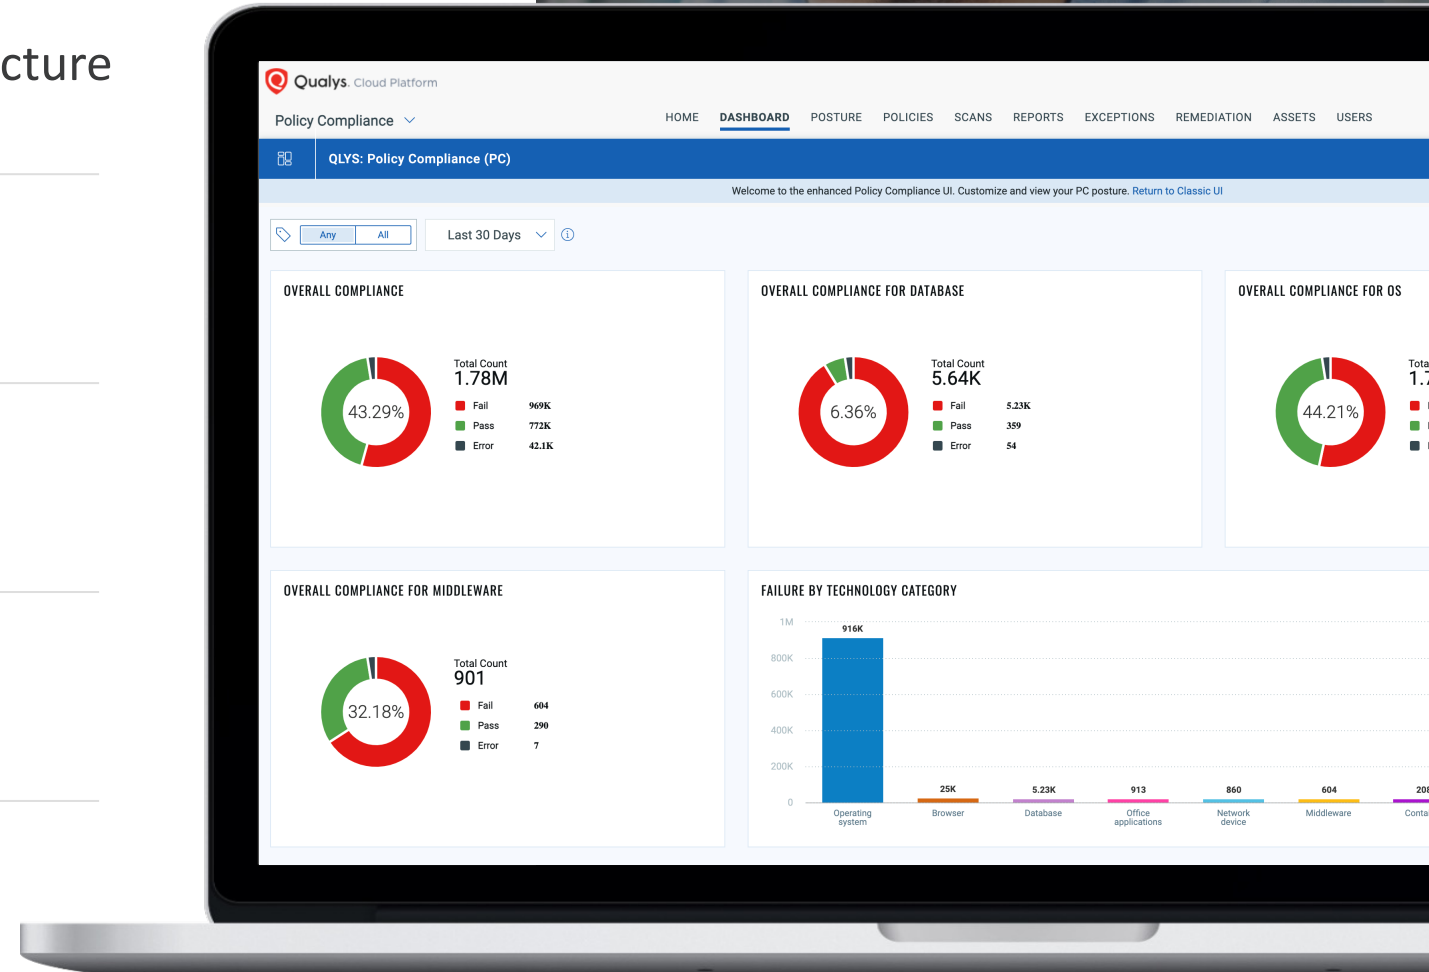 cture
Qualys. Cloud Platform
Policy Compliance
HOME DASHBOARD POSTURE POLICIES SCANS REPORTS EXCEPTIONS REMEDIATION ASSETS USERS
QLYS: Policy Compliance (PC)
Welcome to the enhanced Policy Compliance UI. Customize and view your PC posture. Return to Classic UI
Any All Last 30 Days
OVERALL COMPLIANCE
43.29%
Total Count
1.78M
Fail 969K
Pass 772K
Error 42.1K
OVERALL COMPLIANCE FOR DATABASE
6.36%
Total Count
5.64K
Fail 5.23K
Pass 359
Error 54
OVERALL COMPLIANCE FOR OS
44.21%
Tota
1.7
OVERALL COMPLIANCE FOR MIDDLEWARE
32.18%
Total Count
901
Fail 604
Pass 290
Error 7
FAILURE BY TECHNOLOGY CATEGORY
1M
800K
600K
400K
200K
0
916K 25K 5.23K 913 860 604 208
Operating system
Browser
Database
Office applications
Network device
Middleware
Conta